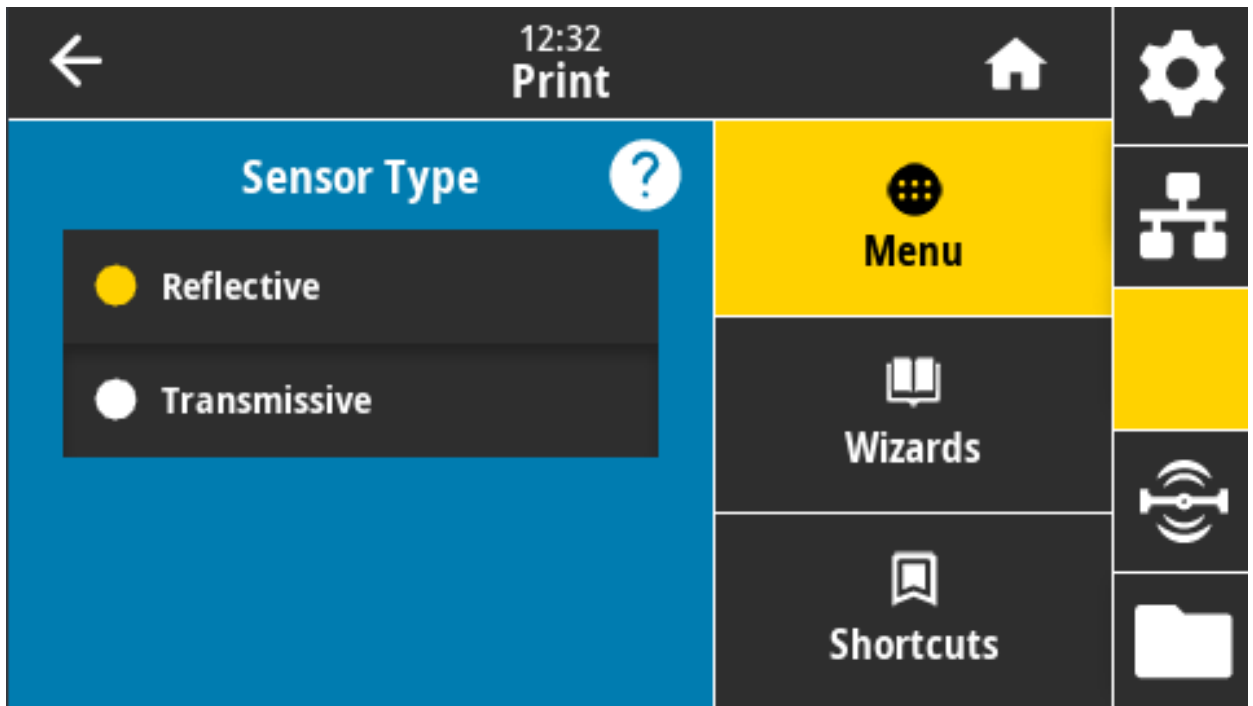 12:32
Print
Sensor Type
?
Reflective
Transmissive
Menu
Wizards
Shortcuts